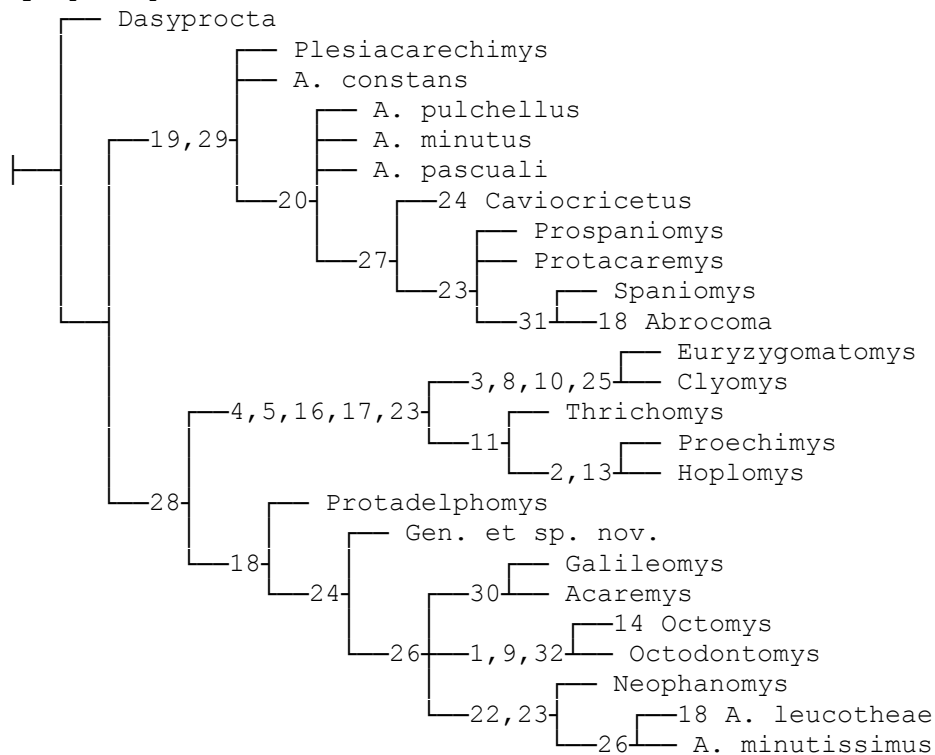 Dasyprocta
Plesiacarechimys
A. constans
A. pulchellus
19,29 A. minutus
A. pascuali
20 24 Caviocricetus
Prospaniomys
27 Protacaremys
23 Spaniomys
31 18 Abrocoma
Euryzygomatomys
3,8,10,25 Clyomys
4,5,16,17,23 Thrichomys
11 Proechimys
2,13 Hoplomys
28 Protadelphomys
Gen. et sp. nov.
18 Galileomys
24 30 Acaremys
14 Octomys
26 1,9,32 Octodontomys
Neophanomys
22,23 18 A. leucotheae
26 A. minutissimus